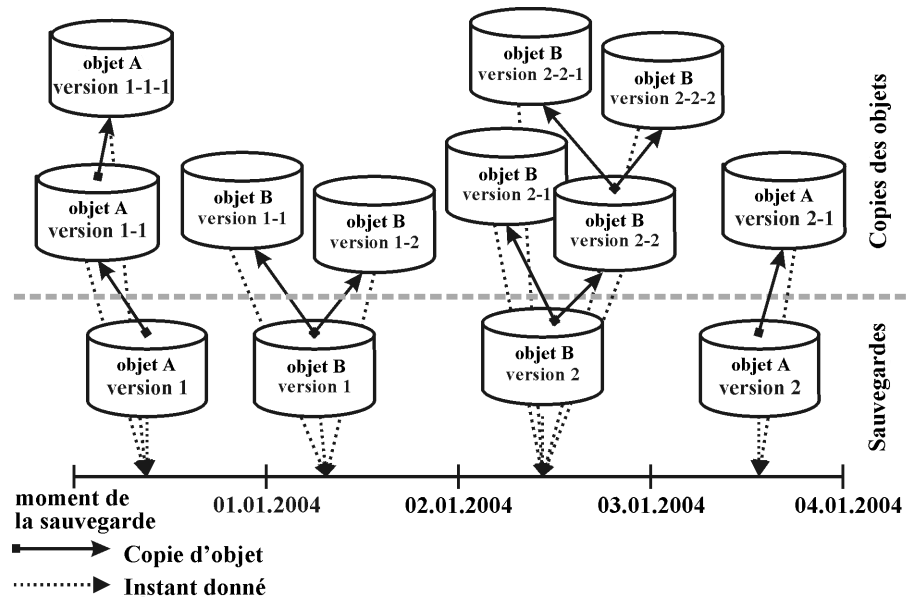 objet A
version 1-1-1
objet B
version 2-2-1
objet B
version 2-2-2
objet A
version 1-1
objet B
version 1-1
objet B
version 1-2
objet B
version 2-1
objet B
version 2-2
objet A
version 2-1
Copies des objets
objet A
version 1
objet B
version 1
objet B
version 2
objet A
version 2
Sauvegardes
moment de
la sauvegarde
01.01.2004
02.01.2004
03.01.2004
04.01.2004
Copie d’objet
Instant donné